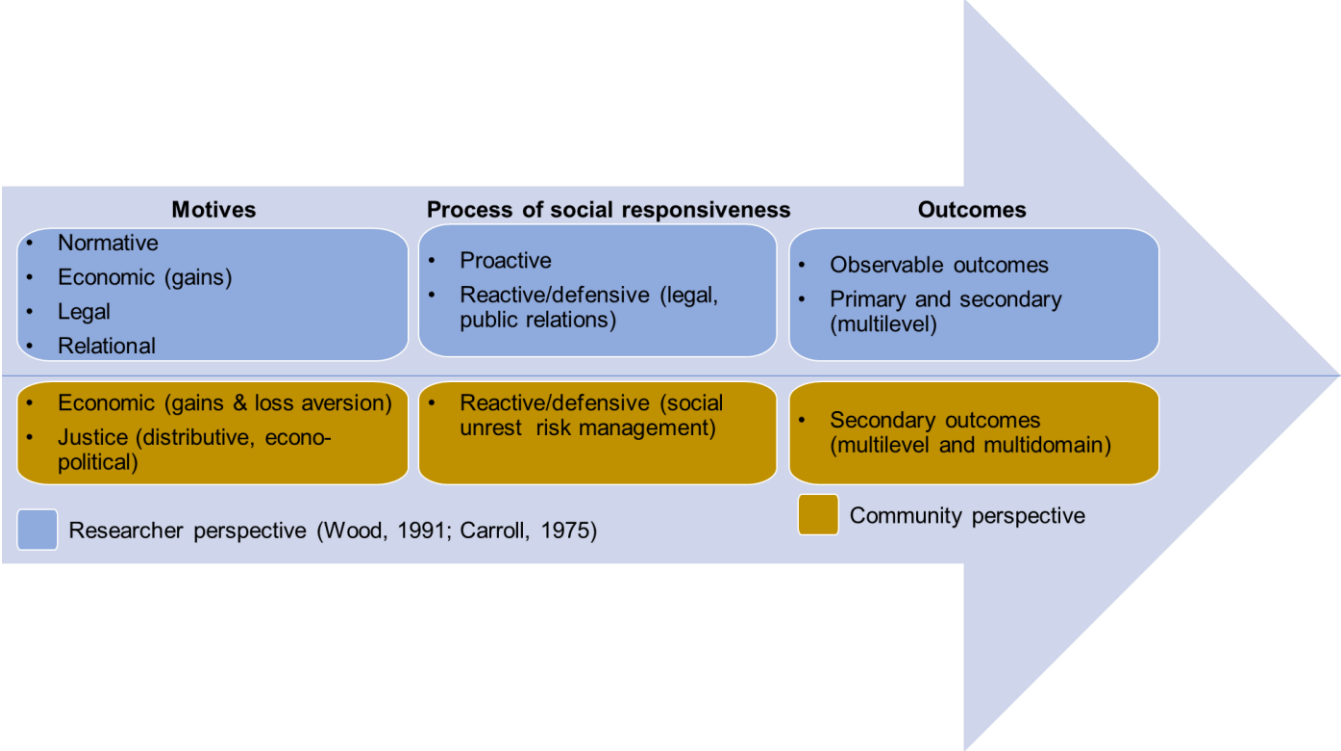 Motives
Process of social responsiveness
Outcomes
• Normative
• Economic (gains)
• Legal
• Relational
• Proactive
• Reactive/defensive (legal,
public relations)
• Observable outcomes
• Primary and secondary
(multilevel)
• Economic (gains & loss aversion)
• Justice (distributive, econo-
political)
• Reactive/defensive (social
unrest risk management)
• Secondary outcomes
(multilevel and multidomain)
Researcher perspective (Wood, 1991; Carroll, 1975)
Community perspective